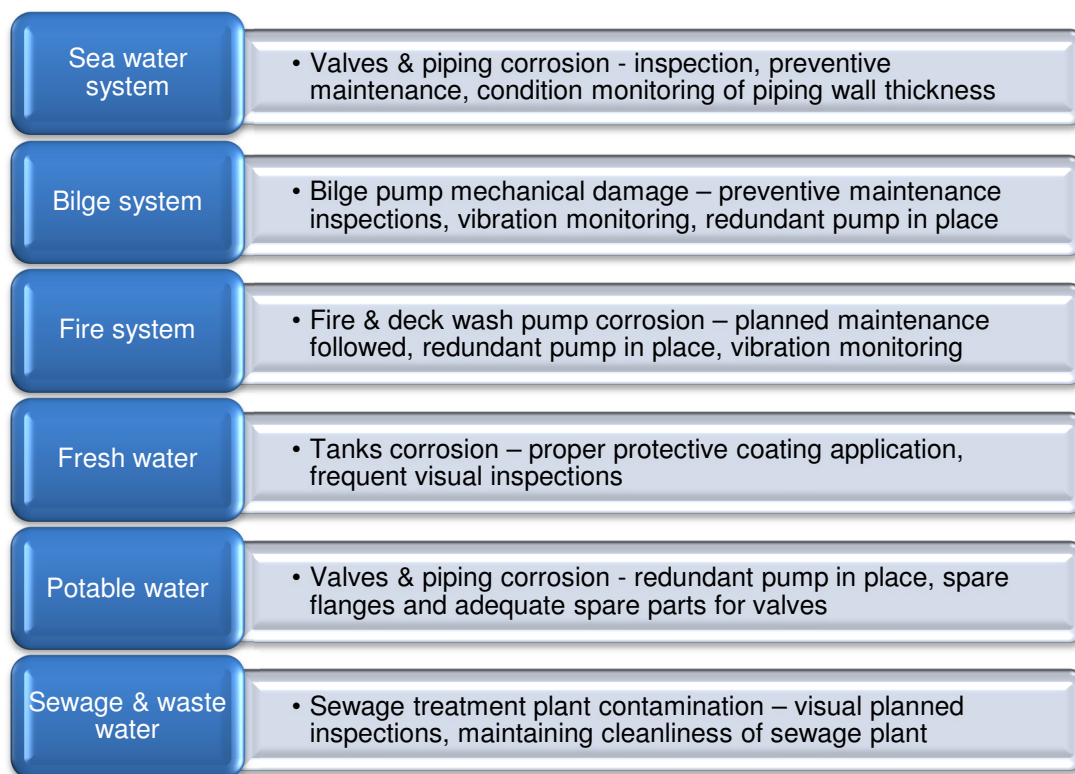 Sea water
system
• Valves & piping corrosion - inspection, preventive
maintenance, condition monitoring of piping wall thickness
Bilge system
• Bilge pump mechanical damage – preventive maintenance
inspections, vibration monitoring, redundant pump in place
Fire system
• Fire & deck wash pump corrosion – planned maintenance
followed, redundant pump in place, vibration monitoring
Fresh water
• Tanks corrosion – proper protective coating application,
frequent visual inspections
Potable water
• Valves & piping corrosion - redundant pump in place, spare
flanges and adequate spare parts for valves
Sewage & waste
water
• Sewage treatment plant contamination – visual planned
inspections, maintaining cleanliness of sewage plant